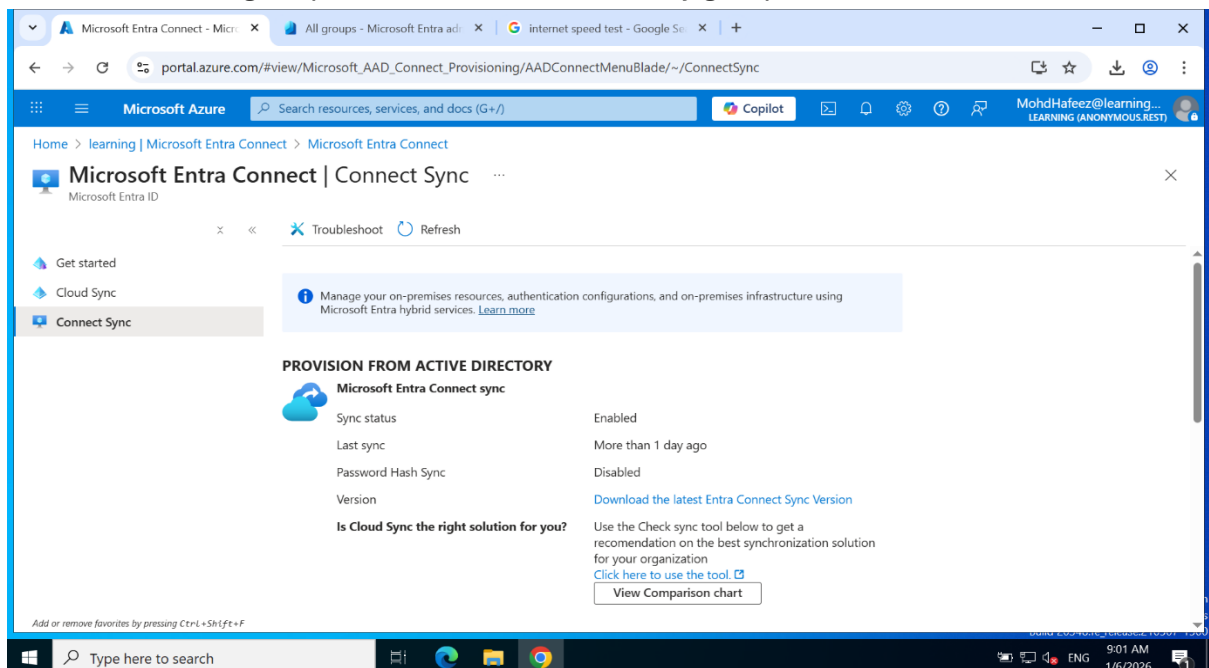 Microsoft Entra Connect - Micro
All groups - Microsoft Entra adm
internet speed test - Google Se
portal.azure.com/#view/Microsoft_AAD_Connect_Provisioning/AADConnectMenuBlade/~/ConnectSync
Microsoft Azure
Search resources, services, and docs (G+/)
Copilot
MohdHafeez@learning...
LEARNING (ANONYMOUS.REST)
Home > learning | Microsoft Entra Connect > Microsoft Entra Connect
Microsoft Entra Connect | Connect Sync ...
Microsoft Entra ID
Troubleshoot Refresh
Get started
Cloud Sync
Connect Sync
Manage your on-premises resources, authentication configurations, and on-premises infrastructure using
Microsoft Entra hybrid services. Learn more
PROVISION FROM ACTIVE DIRECTORY
Microsoft Entra Connect sync
Sync status Enabled
Last sync More than 1 day ago
Password Hash Sync Disabled
Version Download the latest Entra Connect Sync Version
Is Cloud Sync the right solution for you? Use the Check sync tool below to get a
recomendation on the best synchronization solution
for your organization
Click here to use the tool.
View Comparison chart
Add or remove favorites by pressing Ctrl+Shift+F
Type here to search
ENG
9:01 AM
1/6/2026